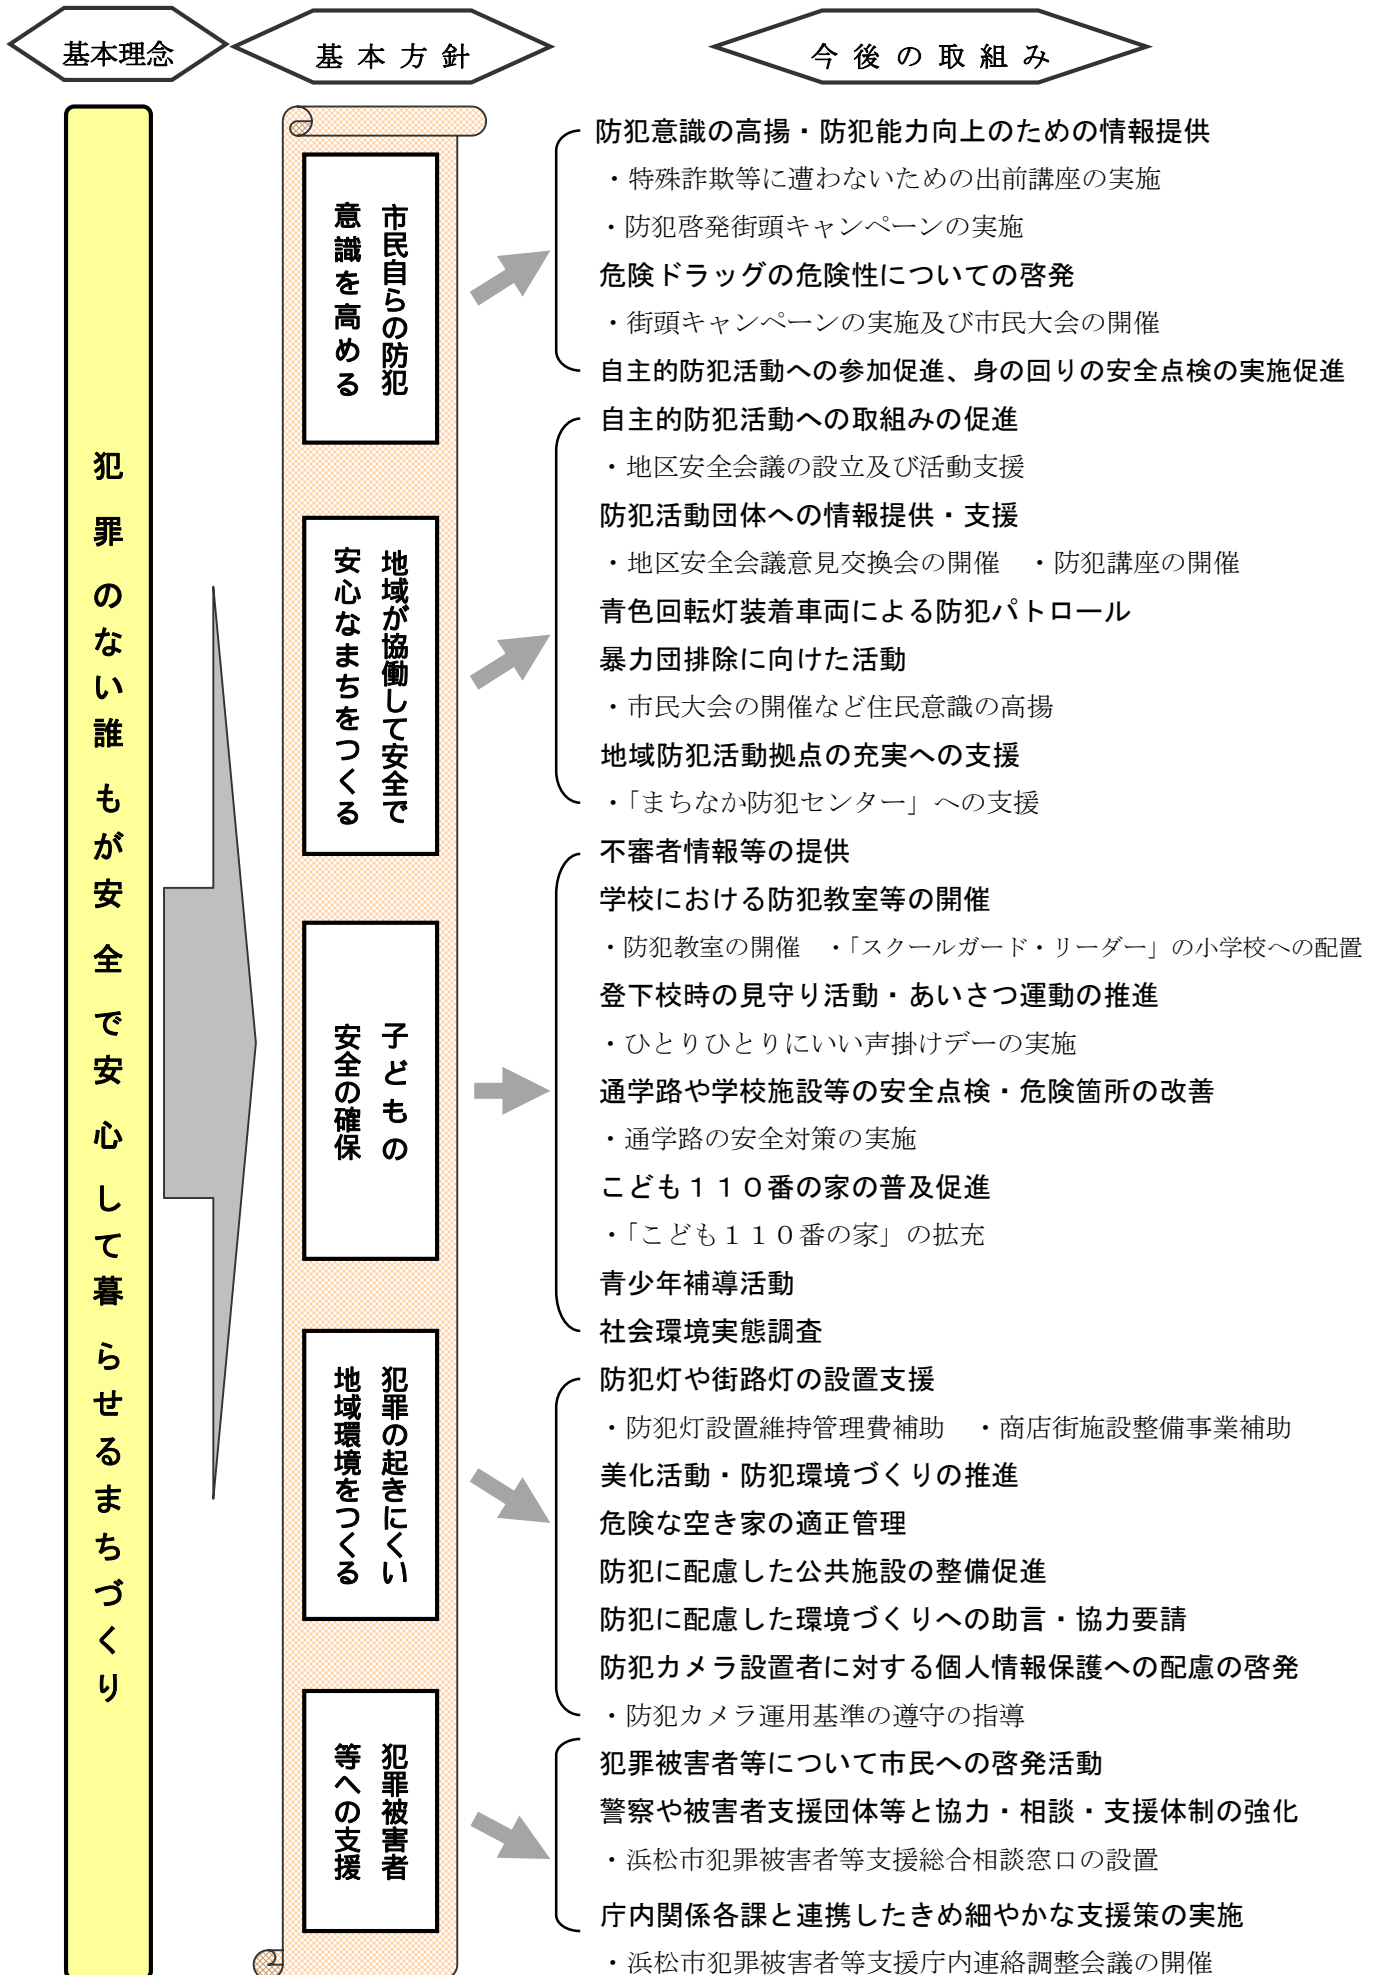 基本理念
基本方針
今後の取組み
犯罪のない誰もが安全で安心して暮らせるまちづくり
市民自らの防犯
意識を高める
防犯意識の高揚・防犯能力向上のための情報提供
・特殊詐欺等に遭わないための出前講座の実施
・防犯啓発街頭キャンペーンの実施
危険ドラッグの危険性についての啓発
・街頭キャンペーンの実施及び市民大会の開催
自主的防犯活動への参加促進、身の回りの安全点検の実施促進
地域が協働して安全で
安心なまちをつくる
自主的防犯活動への取組みの促進
・地区安全会議の設立及び活動支援
防犯活動団体への情報提供・支援
・地区安全会議意見交換会の開催　・防犯講座の開催
青色回転灯装着車両による防犯パトロール
暴力団排除に向けた活動
・市民大会の開催など住民意識の高揚
地域防犯活動拠点の充実への支援
・「まちなか防犯センター」への支援
子どもの
安全の確保
不審者情報等の提供
学校における防犯教室等の開催
・防犯教室の開催　・「スクールガード・リーダー」の小学校への配置
登下校時の見守り活動・あいさつ運動の推進
・ひとりひとりにいい声掛けデーの実施
通学路や学校施設等の安全点検・危険箇所の改善
・通学路の安全対策の実施
こども１１０番の家の普及促進
・「こども１１０番の家」の拡充
青少年補導活動
社会環境実態調査
犯罪の起きにくい
地域環境をつくる
防犯灯や街路灯の設置支援
・防犯灯設置維持管理費補助　・商店街施設整備事業補助
美化活動・防犯環境づくりの推進
危険な空き家の適正管理
防犯に配慮した公共施設の整備促進
防犯に配慮した環境づくりへの助言・協力要請
防犯カメラ設置者に対する個人情報保護への配慮の啓発
・防犯カメラ運用基準の遵守の指導
犯罪被害者
等への支援
犯罪被害者等について市民への啓発活動
警察や被害者支援団体等と協力・相談・支援体制の強化
・浜松市犯罪被害者等支援総合相談窓口の設置
庁内関係各課と連携したきめ細やかな支援策の実施
・浜松市犯罪被害者等支援庁内連絡調整会議の開催